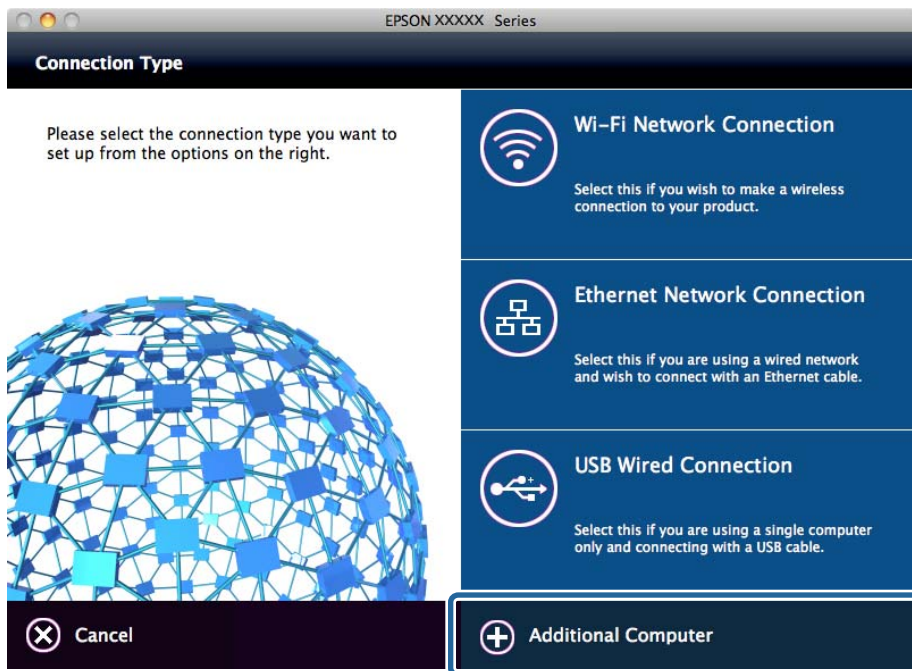 EPSON XXXXX Series
Connection Type
Please select the connection type you want to
set up from the options on the right.
Wi-Fi Network Connection
Select this if you wish to make a wireless
connection to your product.
Ethernet Network Connection
Select this if you are using a wired network
and wish to connect with an Ethernet cable.
USB Wired Connection
Select this if you are using a single computer
only and connecting with a USB cable.
Cancel
Additional Computer